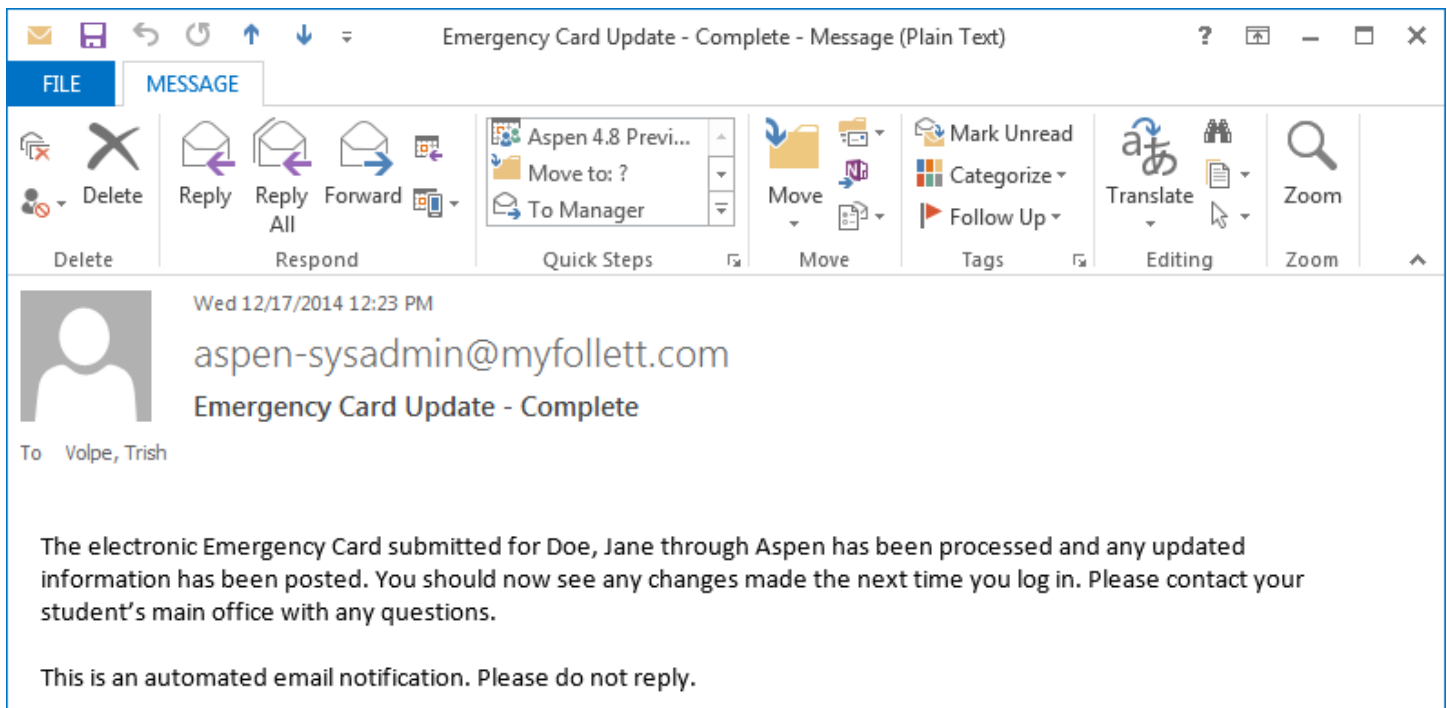 Emergency Card Update - Complete - Message (Plain Text) ?
FILE MESSAGE
Delete
Reply
Reply All
Forward
Aspen 4.8 Previ...
Move to: ?
To Manager
Move
Mark Unread
Categorize
Follow Up
Translate
Zoom
Delete Respond Quick Steps Move Tags Editing Zoom
Wed 12/17/2014 12:23 PM
aspen-sysadmin@myfollett.com
Emergency Card Update - Complete
To Volpe, Trish
The electronic Emergency Card submitted for Doe, Jane through Aspen has been processed and any updated
information has been posted. You should now see any changes made the next time you log in. Please contact your
student’s main office with any questions.
This is an automated email notification. Please do not reply.